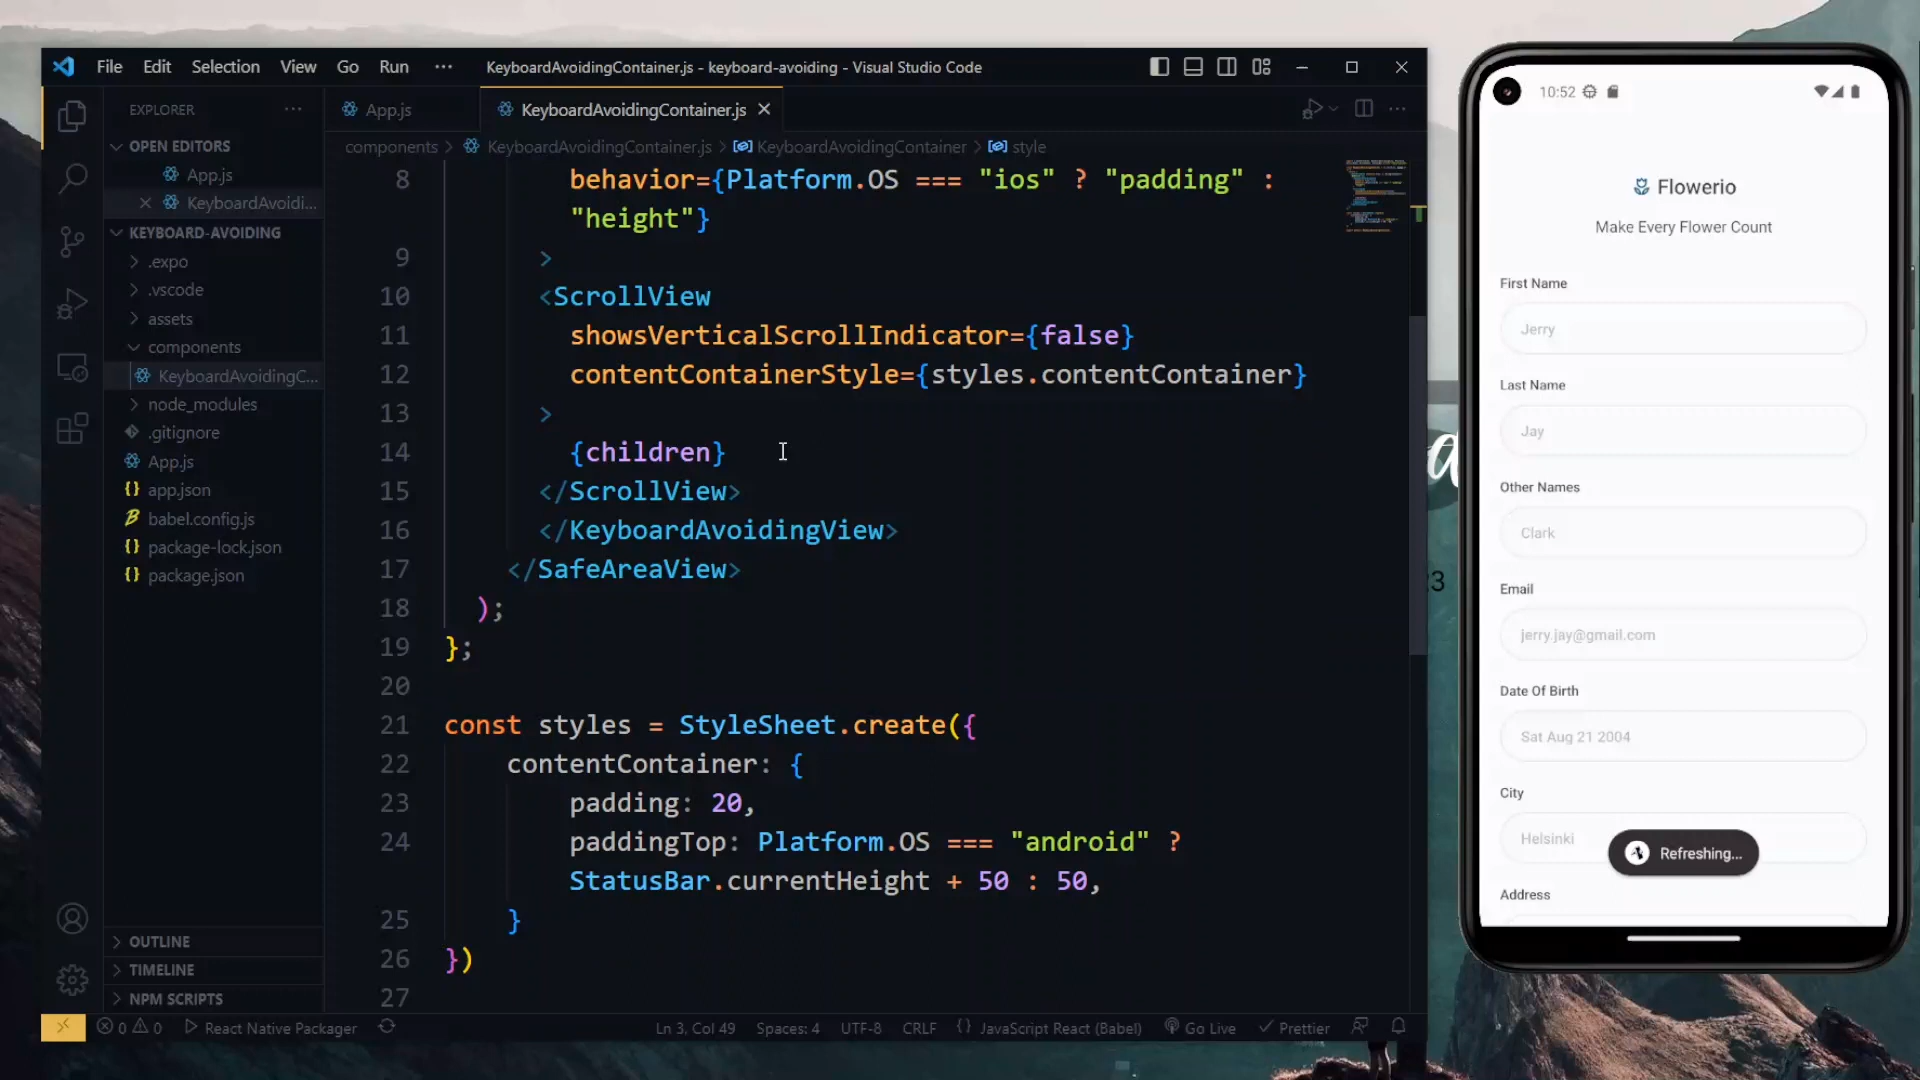 File Edit Selection View Go Run ··· KeyboardAvoidingContainer.js - keyboard-avoiding - Visual Studio Code
EXPLORER ···
App.js
KeyboardAvoidingContainer.js
components > KeyboardAvoidingContainer.js > KeyboardAvoidingContainer > style
OPEN EDITORS
App.js
KeyboardAvoidi...
KEYBOARD-AVOIDING
.expo
.vscode
assets
components
KeyboardAvoidingC...
node_modules
.gitignore
App.js
app.json
babel.config.js
package-lock.json
package.json
OUTLINE
TIMELINE
NPM SCRIPTS
8 behavior={Platform.OS === "ios" ? "padding" :
"height"}
9 >
10 <ScrollView
11 showsVerticalScrollIndicator={false}
12 contentContainerStyle={styles.contentContainer}
13 >
14 {children}
15 </ScrollView>
16 </KeyboardAvoidingView>
17 </SafeAreaView>
18 );
19 };
20
21 const styles = StyleSheet.create({
22 contentContainer: {
23 padding: 20,
24 paddingTop: Platform.OS === "android" ?
StatusBar.currentHeight + 50 : 50,
25 }
26 })
27
0 0 React Native Packager Ln 3, Col 49 Spaces: 4 UTF-8 CRLF {} JavaScript React (Babel) Go Live Prettier
23
10:52
Flowerio
Make Every Flower Count
First Name
Jerry
Last Name
Jay
Other Names
Clark
Email
jerry.jay@gmail.com
Date Of Birth
Sat Aug 21 2004
City
Helsinki
Refreshing...
Address